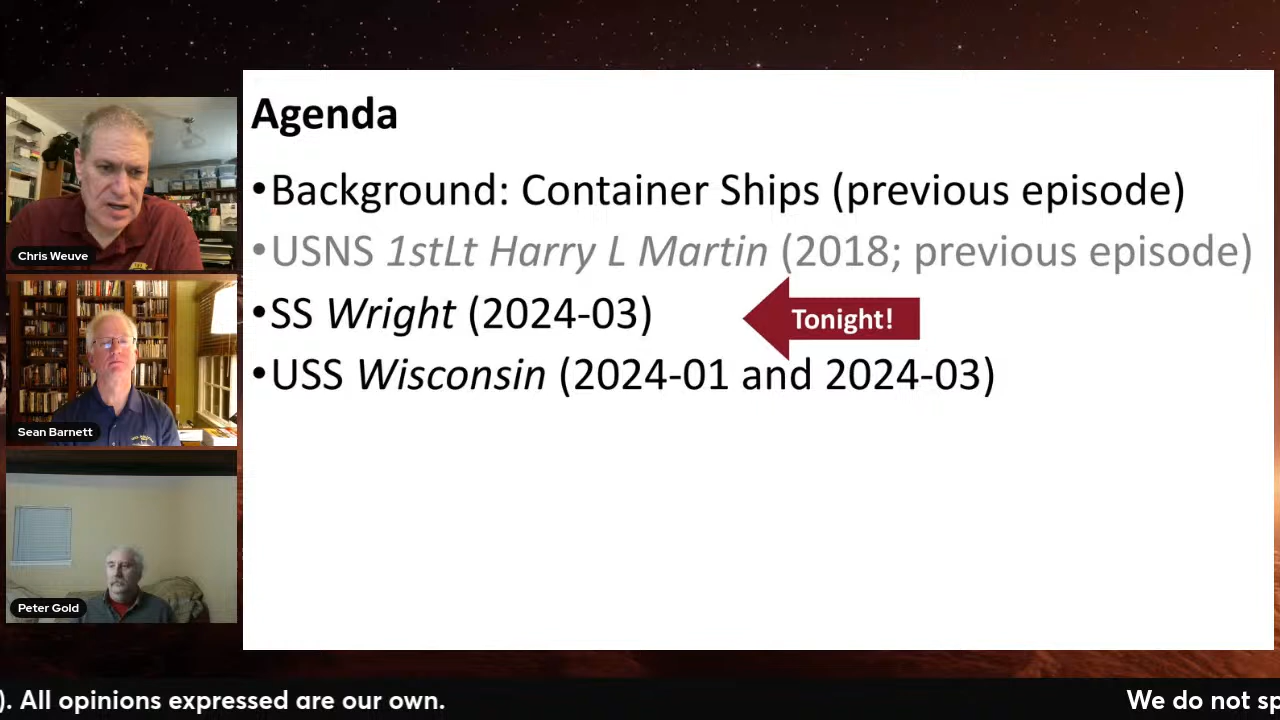 Agenda
•Background: Container Ships (previous episode)
•USNS 1stLt Harry L Martin (2018; previous episode)
•SS Wright (2024-03)
Tonight!
•USS Wisconsin (2024-01 and 2024-03)
Chris Weuve
Sean Barnett
Peter Gold
). All opinions expressed are our own.
We do not sp